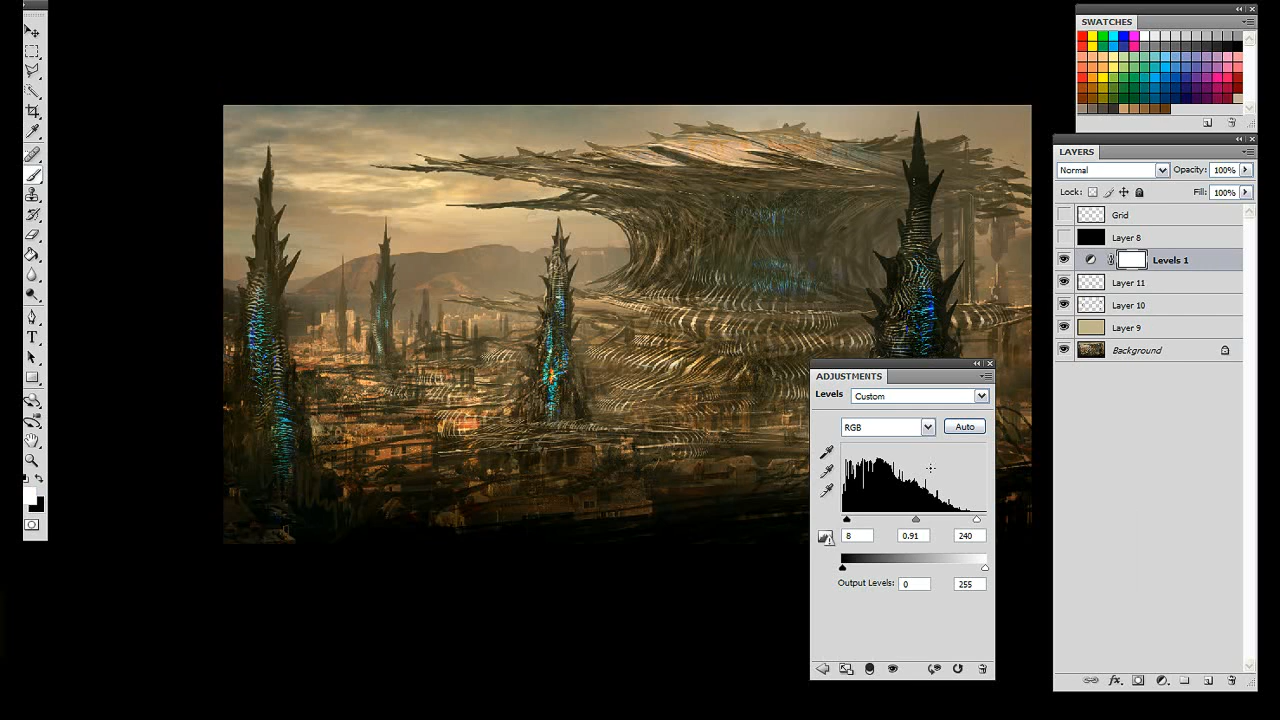 SWATCHES
LAYERS
Normal
Opacity: 100%
Lock:
Fill: 100%
Grid
Layer 8
Levels 1
Layer 11
Layer 10
Layer 9
Background
ADJUSTMENTS
Levels
Custom
RGB
Auto
8
0.91
240
Output Levels: 0
255
T
fx